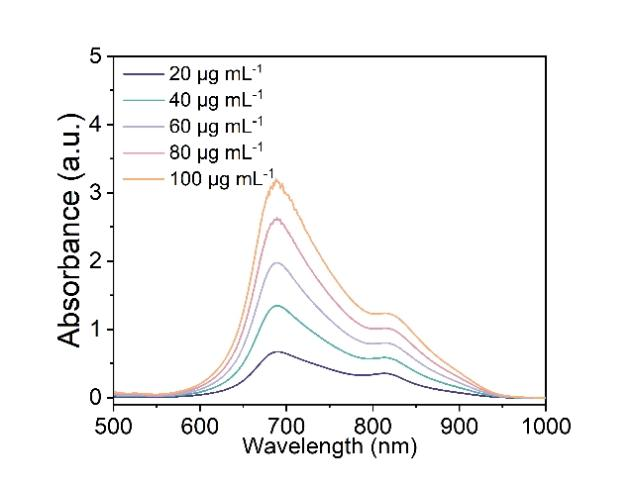 5
4
3
2
1
0
Absorbance (a.u.)
20 µg mL⁻¹
40 µg mL⁻¹
60 µg mL⁻¹
80 µg mL⁻¹
100 µg mL⁻¹
500 600 700 800 900 1000
Wavelength (nm)